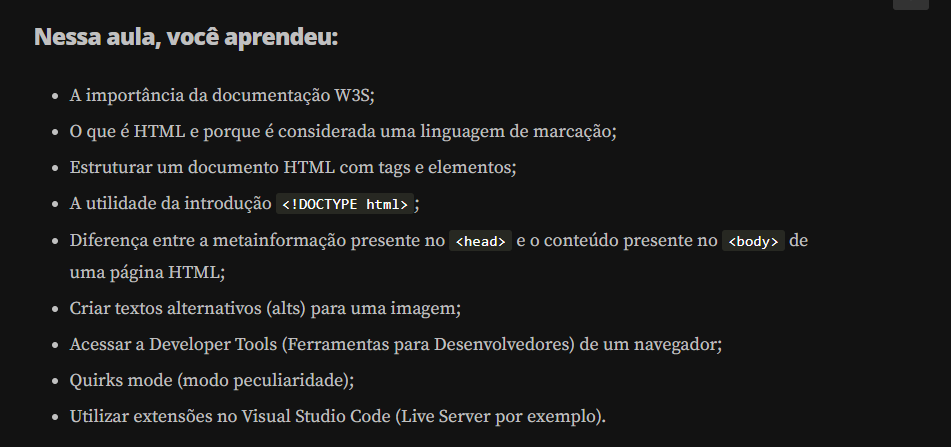 Nessa aula, você aprendeu:
• A importância da documentação W3S;
• O que é HTML e porque é considerada uma linguagem de marcação;
• Estruturar um documento HTML com tags e elementos;
• A utilidade da introdução <!DOCTYPE html>;
• Diferença entre a metainformação presente no <head> e o conteúdo presente no <body> de
uma página HTML;
• Criar textos alternativos (alts) para uma imagem;
• Acessar a Developer Tools (Ferramentas para Desenvolvedores) de um navegador;
• Quirks mode (modo peculiaridade);
• Utilizar extensões no Visual Studio Code (Live Server por exemplo).